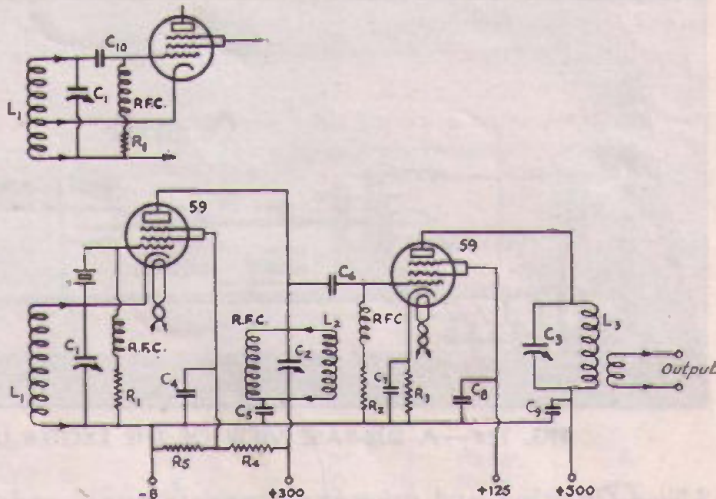 C10
L1 C1 R.F.C.
R1
59
59
C6
R.F.C. L2
C2
RFC
C3 L3
Output
L1 C1 R.F.C.
R1 C4
C5
R2 C7 R3 C8 C9
R5 R4
-B +300 +125 +500